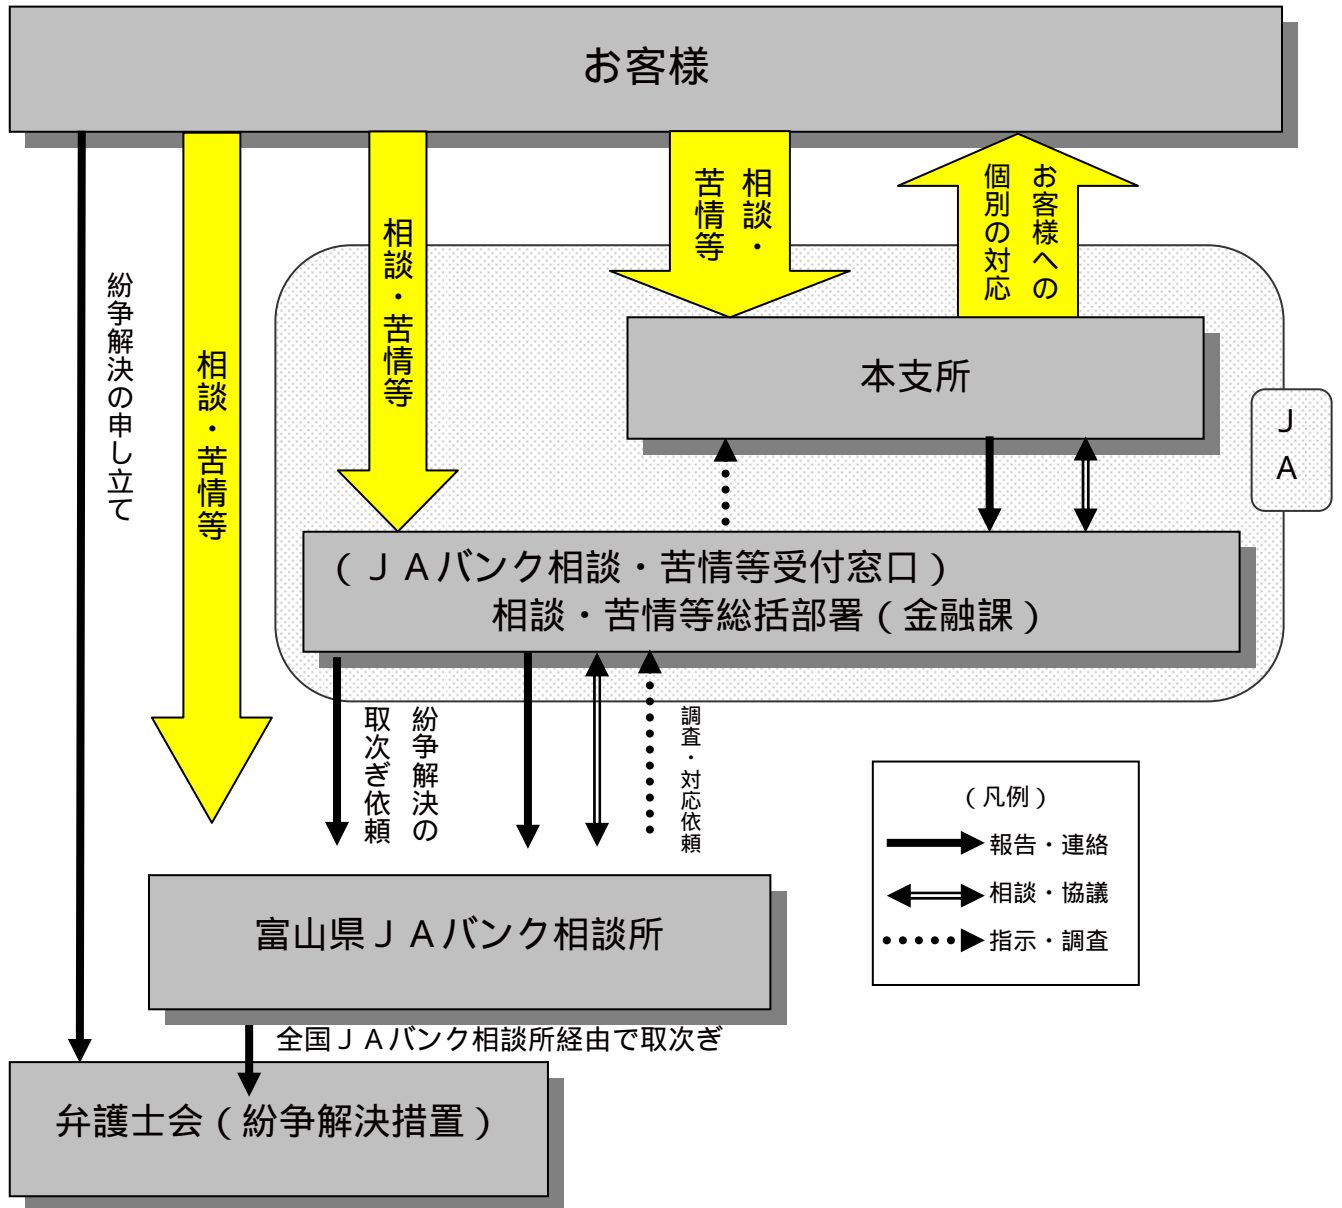 お客様
紛争解決の申し立て
相談・苦情等
相談・苦情等
相談・
苦情等
お客様への
個別の対応
本支所
ＪＡ
（ＪＡバンク相談・苦情等受付窓口）
相談・苦情等総括部署（金融課）
紛争解決の
取次ぎ依頼
調査・対応依頼
（凡例）
報告・連絡
相談・協議
指示・調査
富山県ＪＡバンク相談所
全国ＪＡバンク相談所経由で取次ぎ
弁護士会（紛争解決措置）